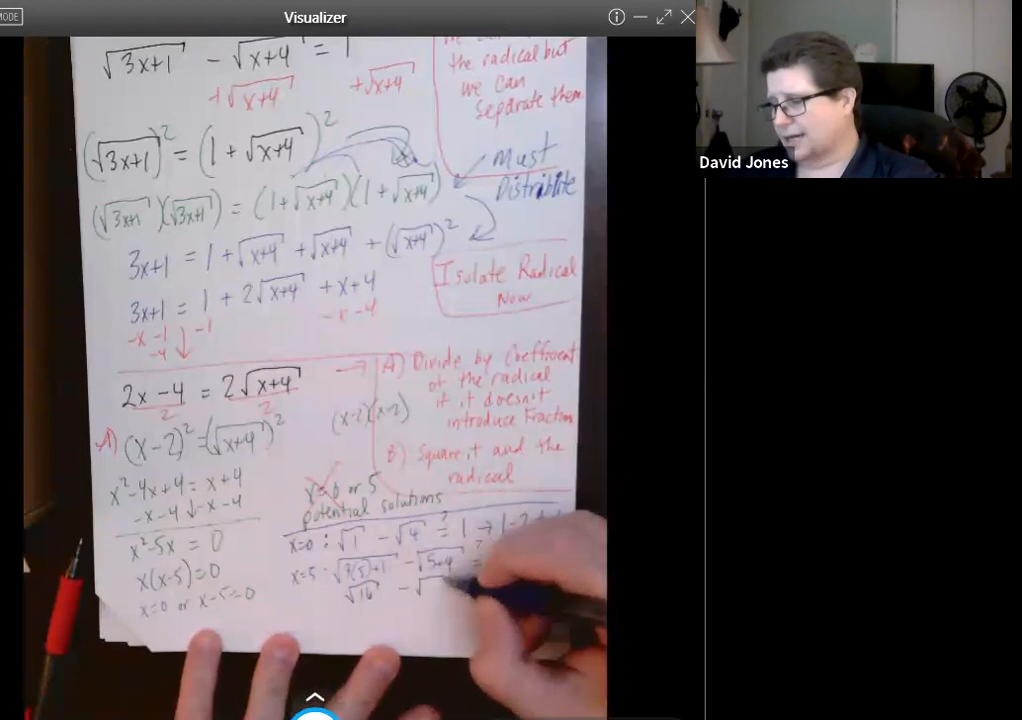 MODE
Visualizer
√3x+1 - √x+4 = 1
+√x+4 +√x+4
the radical but
we can
separate them
(√3x+1)² = (1 + √x+4)²
Must
Distribute
(√3x+1)(√3x+1) = (1+√x+4)(1+√x+4)
3x+1 = 1 + √x+4 + √x+4 + (√x+4)²
3x+1 = 1 + 2√x+4 + x+4
-x -1 -1 -x -4
-4
Isolate Radical
Now
2x - 4 = 2√x+4
2 2
A) Divide by Coefficent
of the radical
if it doesn't
introduce Fraction
B) Square it and the
radical
A) (x-2)² = (√x+4)²
(x-2)(x-2)
x²-4x+4 = x+4
-x-4 -x-4
x²-5x = 0
x(x-5)=0
x=0 or x-5=0
x=0 or 5
potential solutions
x=0: √1 - √4 ≟ 1 → 1-2
x=5: √3(5)+1 - √5+4 ≟
√16 - √
David Jones